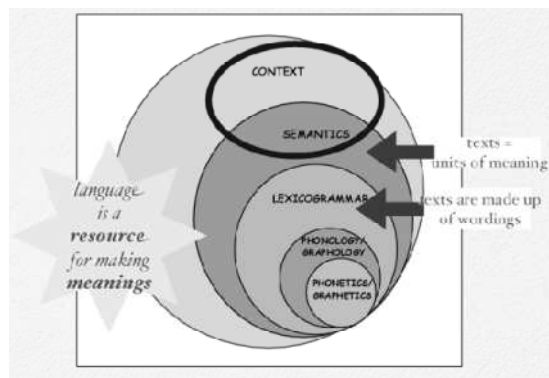 CONTEXT
SEMANTICS
texts =
units of meaning
language
is a
resource
for making
meanings
LEXICOGRAMMAR
texts are made up
of wordings
PHONOLOGY/
GRAPHOLOGY
PHONETICS/
GRAPHETICS